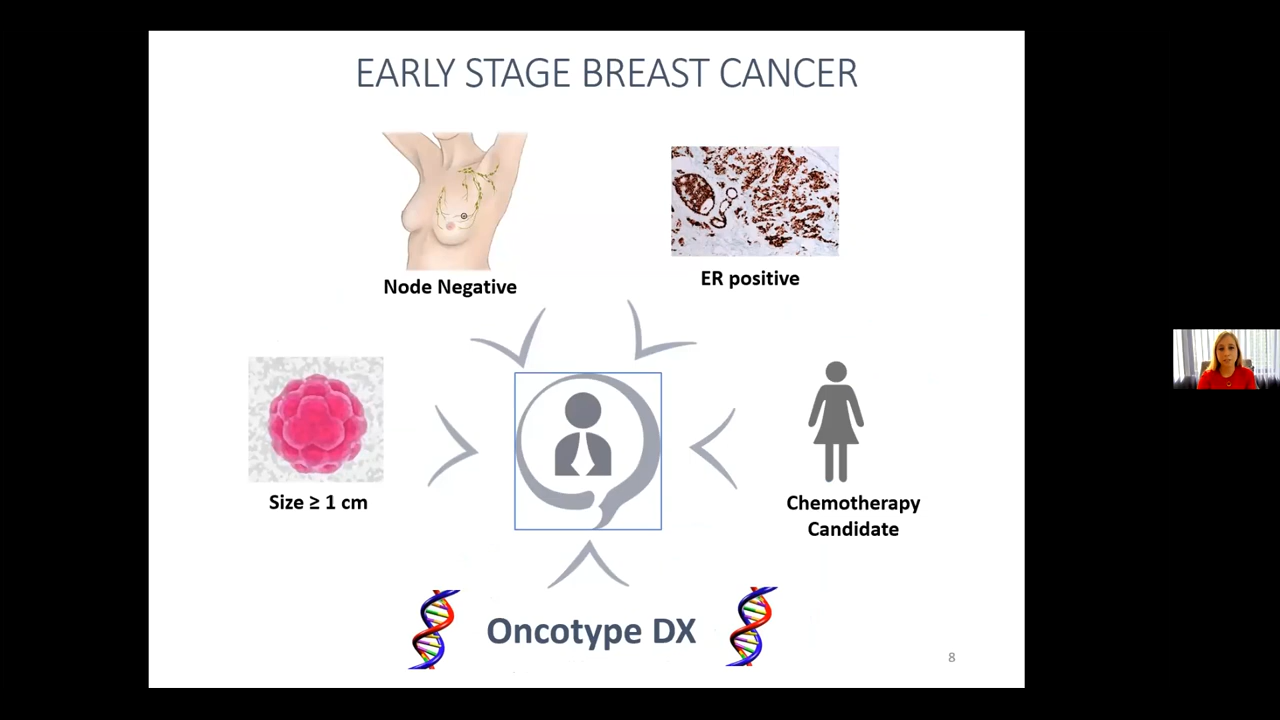 EARLY STAGE BREAST CANCER
Node Negative
ER positive
Size ≥ 1 cm
Chemotherapy
Candidate
Oncotype DX
8